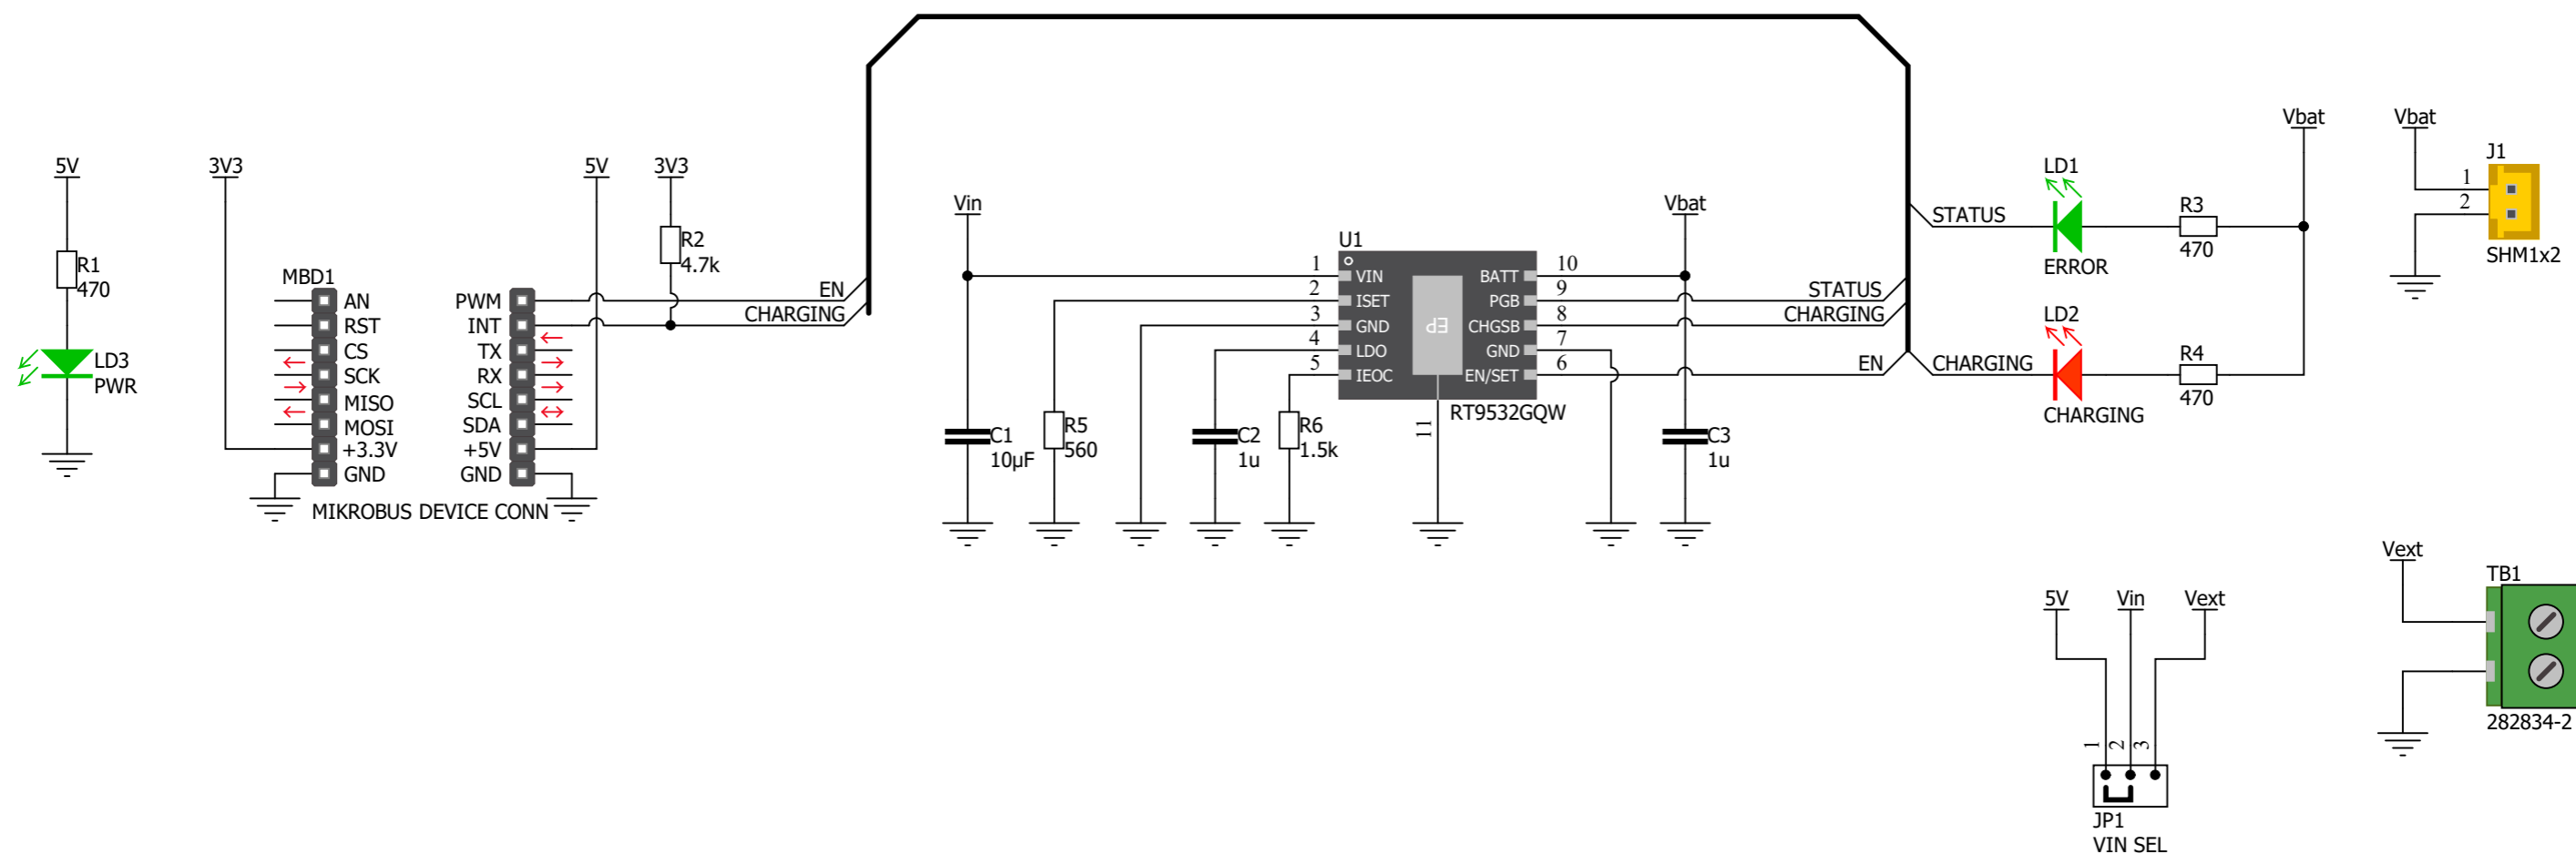 5V
R1
470
LD3
PWR
3V3
MBD1
AN
RST
CS
SCK
MISO
MOSI
+3.3V
GND
PWM
INT
TX
RX
SCL
SDA
+5V
GND
MIKROBUS DEVICE CONN
5V
3V3
R2
4.7k
EN
CHARGING
Vin
C1
10µF
R5
560
C2
1u
R6
1.5k
U1
1
2
3
4
5
VIN
ISET
GND
LDO
IEOC
EP
BATT
PGB
CHGSB
GND
EN/SET
10
9
8
7
6
11
RT9532GQW
Vbat
C3
1u
STATUS
CHARGING
EN
STATUS
CHARGING
LD1
ERROR
LD2
CHARGING
R3
470
R4
470
Vbat
Vbat
J1
1
2
SHM1x2
5V
Vin
Vext
1
2
3
JP1
VIN SEL
Vext
TB1
282834-2